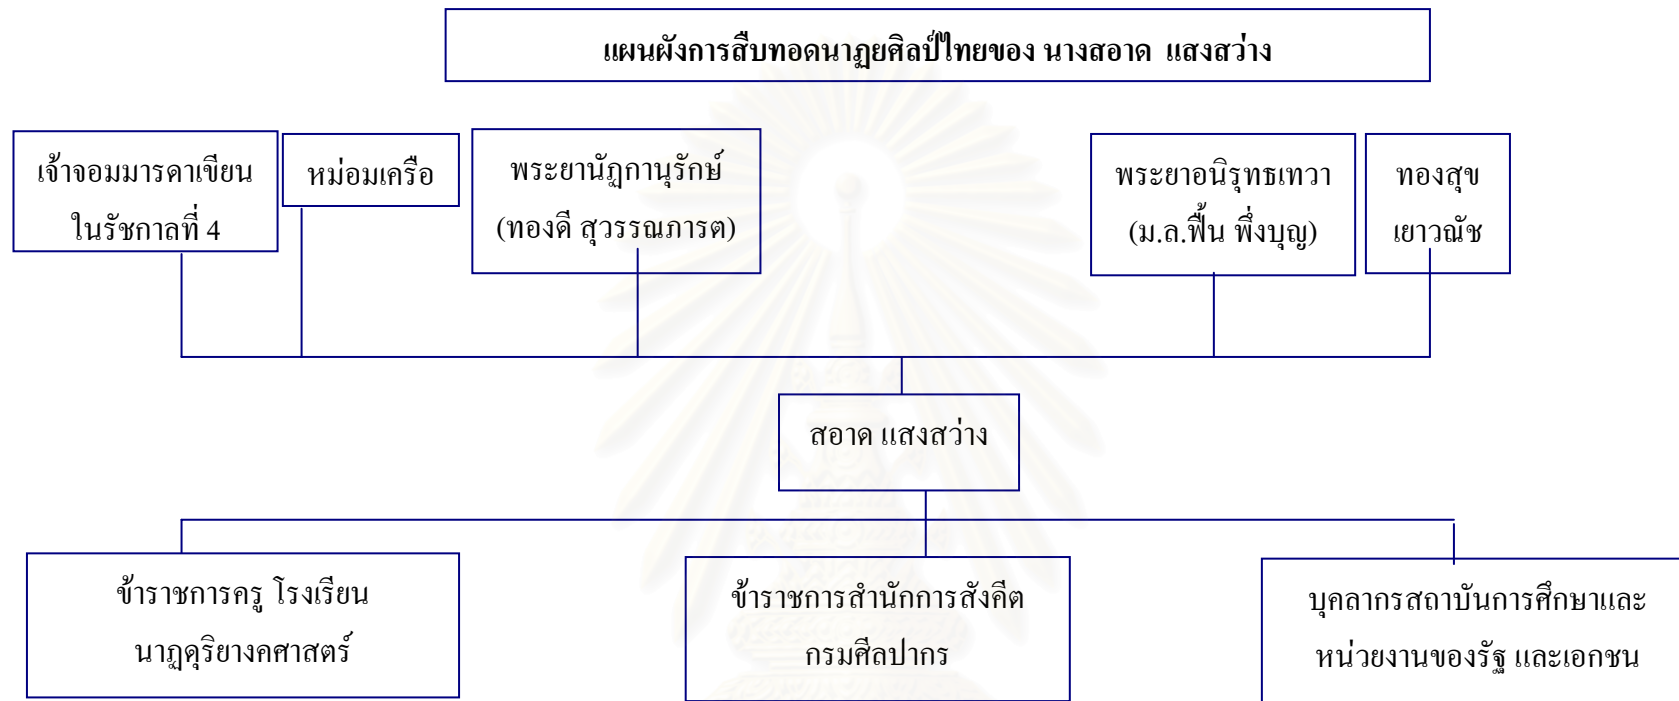 แผนผังการสืบทอดนาฏยศิลป์ไทยของ นางสอาด แสงสว่าง
เจ้าจอมมารดาเขียน
ในรัชกาลที่ 4
หม่อมเครือ
พระยานัฏกานุรักษ์
(ทองดี สุวรรณภารต)
พระยาอนิรุทธเทวา
(ม.ล.ฟื้น พึ่งบุญ)
ทองสุข
เยาวณัช
สอาด แสงสว่าง
ข้าราชการครู โรงเรียน
นาฏดุริยางคศาสตร์
ข้าราชการสำนักการสังคีต
กรมศีลปากร
บุคลากรสถาบันการศึกษาและ
หน่วยงานของรัฐ และเอกชน